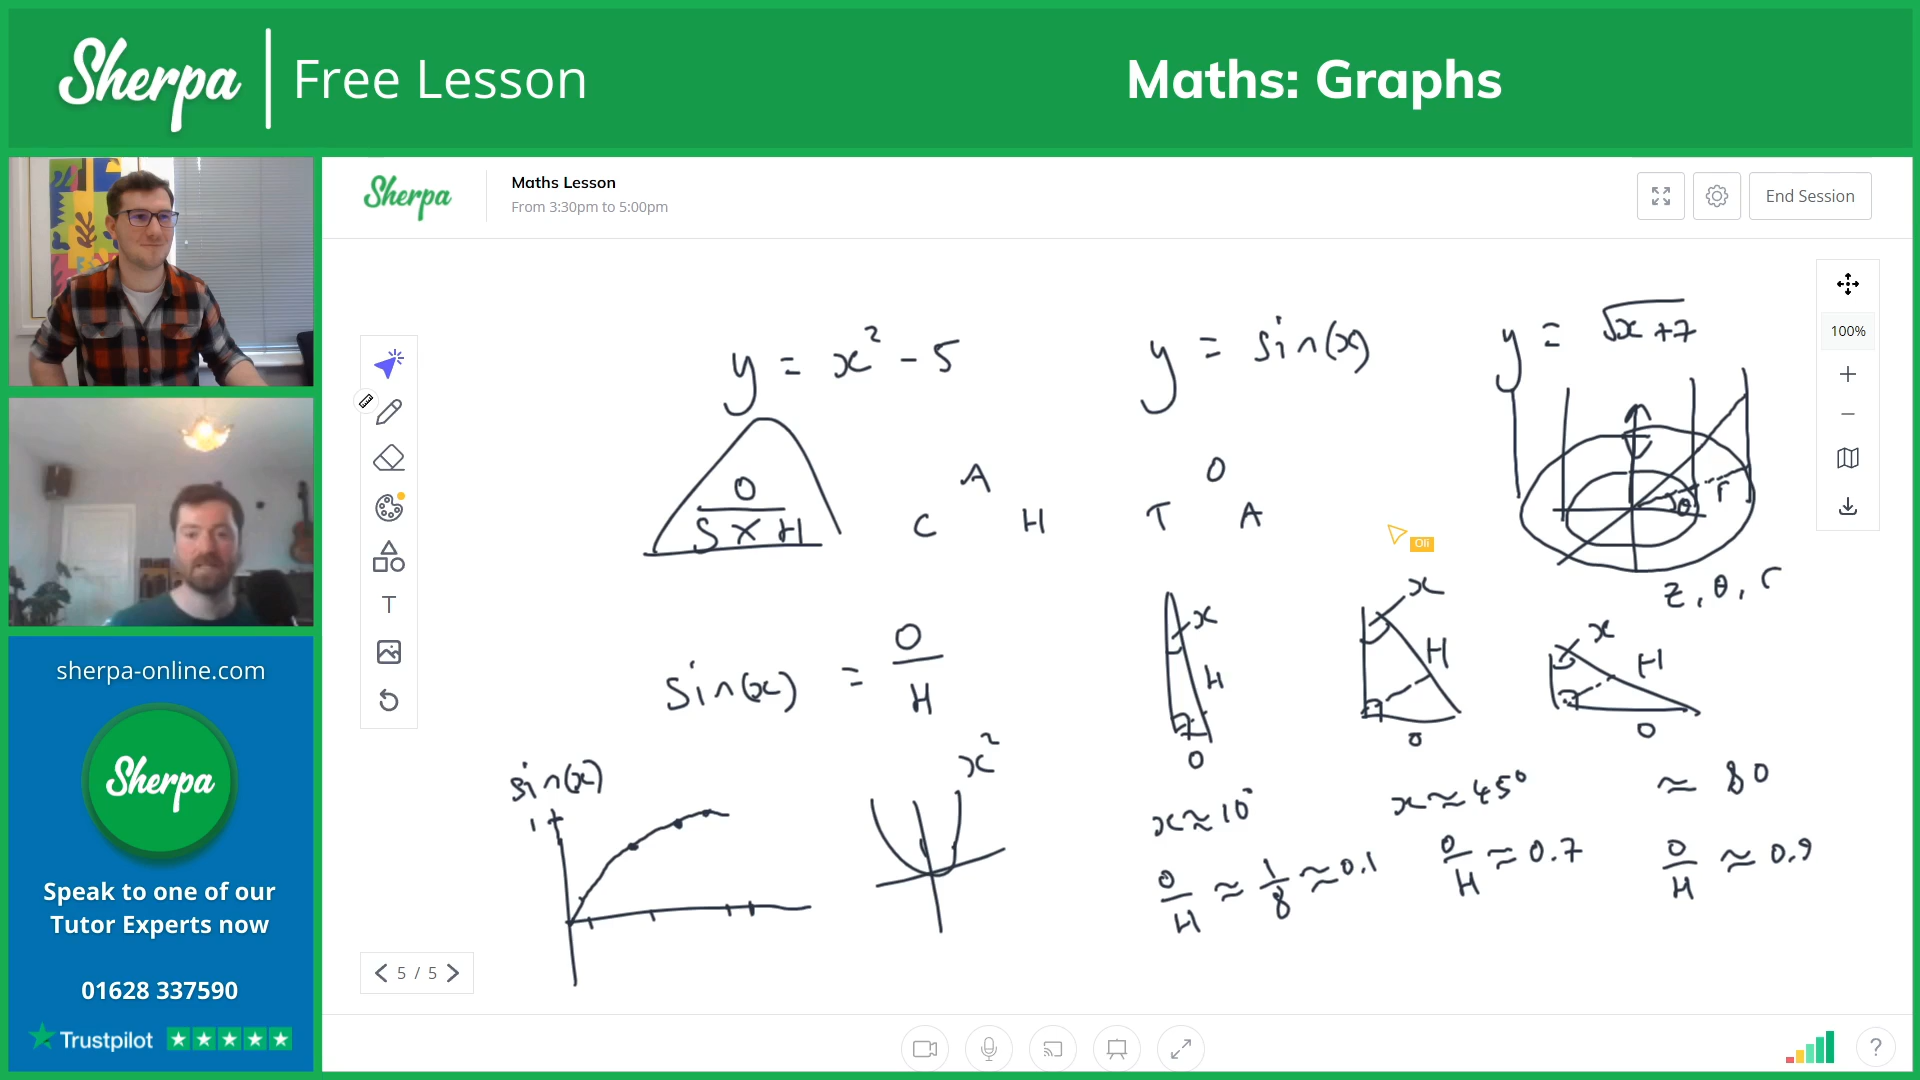 Sherpa | Free Lesson
Maths: Graphs
Sherpa
Maths Lesson
From 3:30pm to 5:00pm
End Session
100%
y = x² - 5
y = sin(x)
y = √x+7
O
S X H
A
C H
O
T A
Oli
θ r
z, θ, r
sin(x) = O/H
x
H
O
x
H
O
x
H
O
sin(x)
1
x²
x ≈ 10°
x ≈ 45°
≈ 80
O/H ≈ 1/8 ≈ 0.1
O/H ≈ 0.7
O/H ≈ 0.9
T
5 / 5
sherpa-online.com
Sherpa
Speak to one of our
Tutor Experts now
01628 337590
Trustpilot
?